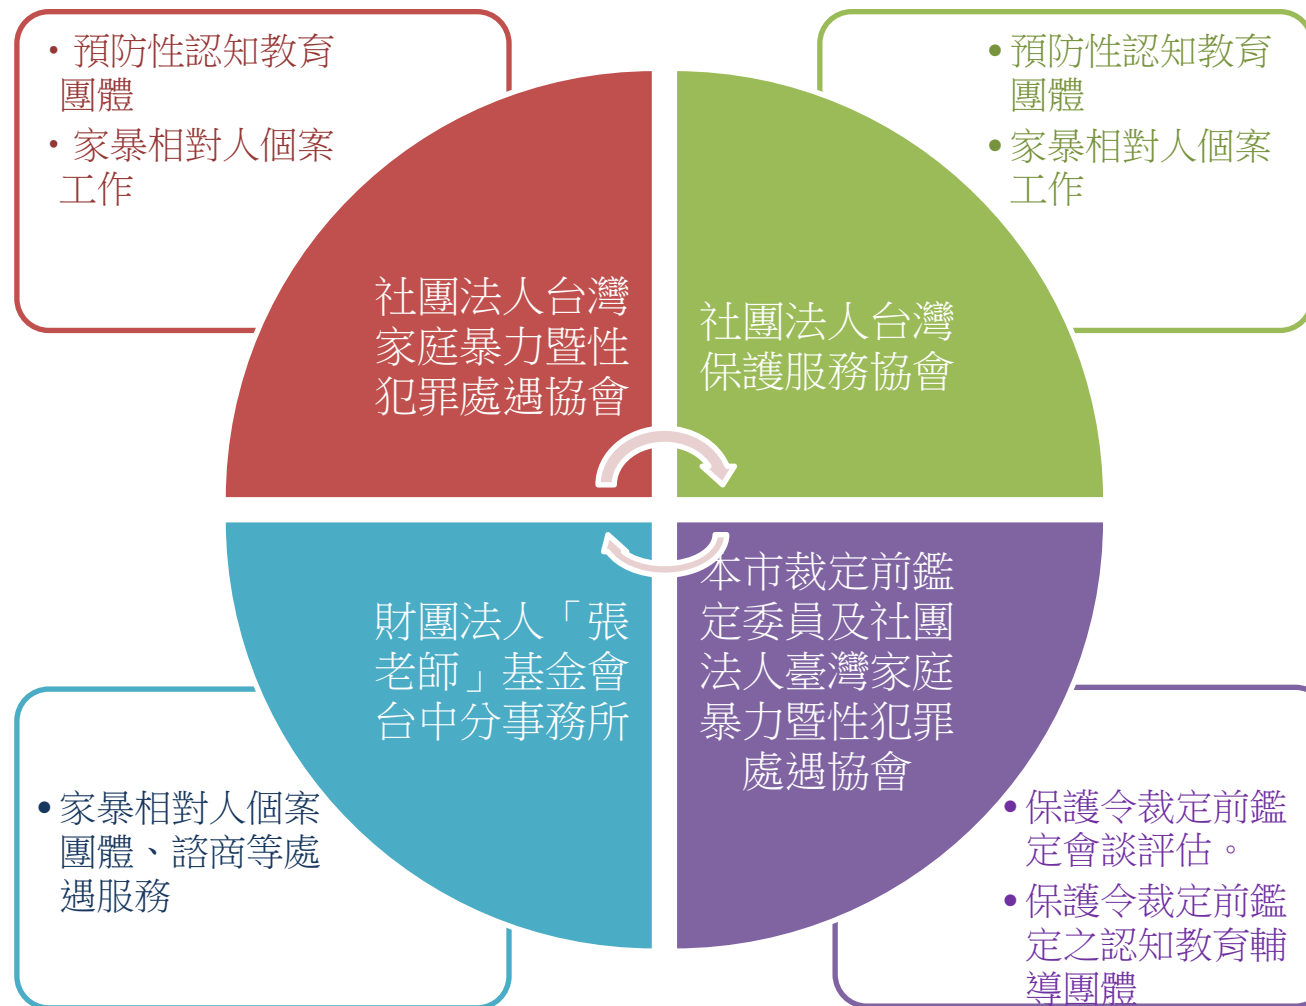 • 預防性認知教育
團體
• 家暴相對人個案
工作
• 預防性認知教育
團體
• 家暴相對人個案
工作
社團法人台灣
家庭暴力暨性
犯罪處遇協會
社團法人台灣
保護服務協會
財團法人「張
老師」基金會
台中分事務所
本市裁定前鑑
定委員及社團
法人臺灣家庭
暴力暨性犯罪
處遇協會
• 家暴相對人個案
團體、諮商等處
遇服務
• 保護令裁定前鑑
定會談評估。
• 保護令裁定前鑑
定之認知教育輔
導團體